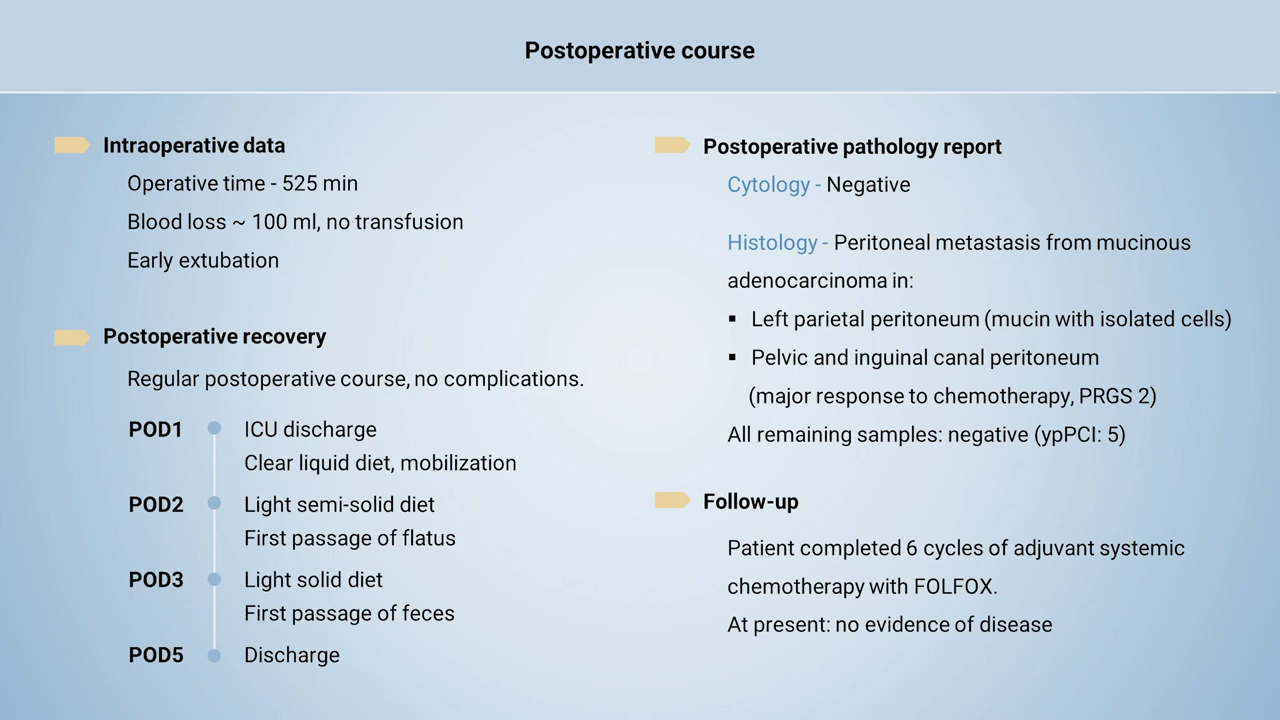 Postoperative course
Intraoperative data
Operative time - 525 min
Blood loss ~ 100 ml, no transfusion
Early extubation
Postoperative recovery
Regular postoperative course, no complications.
POD1
ICU discharge
Clear liquid diet, mobilization
POD2
Light semi-solid diet
First passage of flatus
POD3
Light solid diet
First passage of feces
POD5
Discharge
Postoperative pathology report
Cytology - Negative
Histology - Peritoneal metastasis from mucinous
adenocarcinoma in:
▪ Left parietal peritoneum (mucin with isolated cells)
▪ Pelvic and inguinal canal peritoneum
(major response to chemotherapy, PRGS 2)
All remaining samples: negative (ypPCI: 5)
Follow-up
Patient completed 6 cycles of adjuvant systemic
chemotherapy with FOLFOX.
At present: no evidence of disease